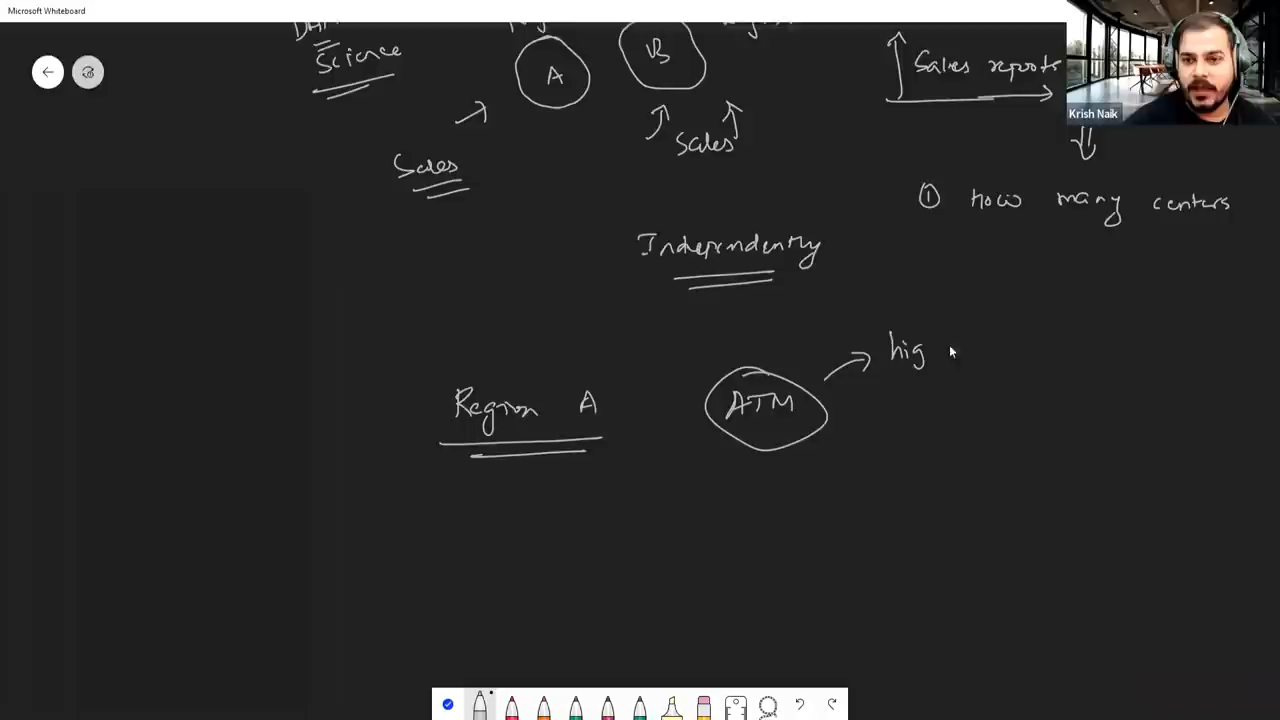 Microsoft Whiteboard
Science
A
B
Sales reports
Krish Naik
Sales
Sales
① how many centers
Independently
Region A
ATM
hig